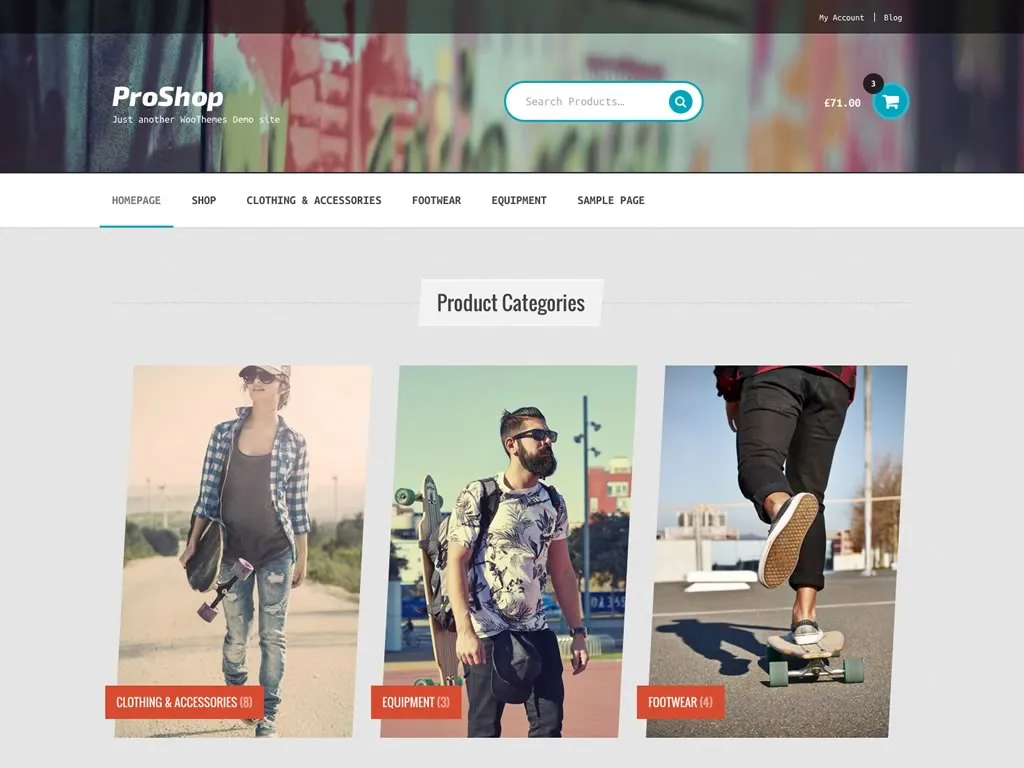 My Account | Blog
ProShop
Just another WooThemes Demo site
Search Products…
£71.00
3
HOMEPAGE
SHOP
CLOTHING & ACCESSORIES
FOOTWEAR
EQUIPMENT
SAMPLE PAGE
Product Categories
CLOTHING & ACCESSORIES (8)
EQUIPMENT (3)
FOOTWEAR (4)